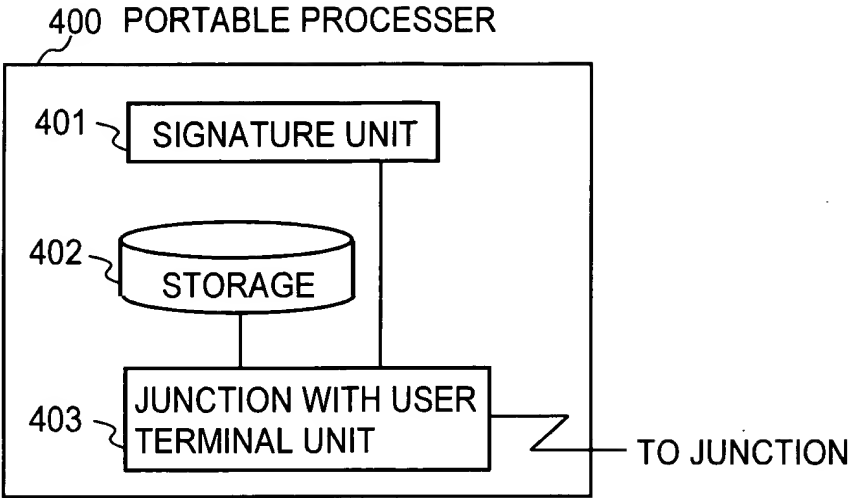 400 PORTABLE PROCESSER
401
SIGNATURE UNIT
402
STORAGE
403
JUNCTION WITH USER
TERMINAL UNIT
TO JUNCTION